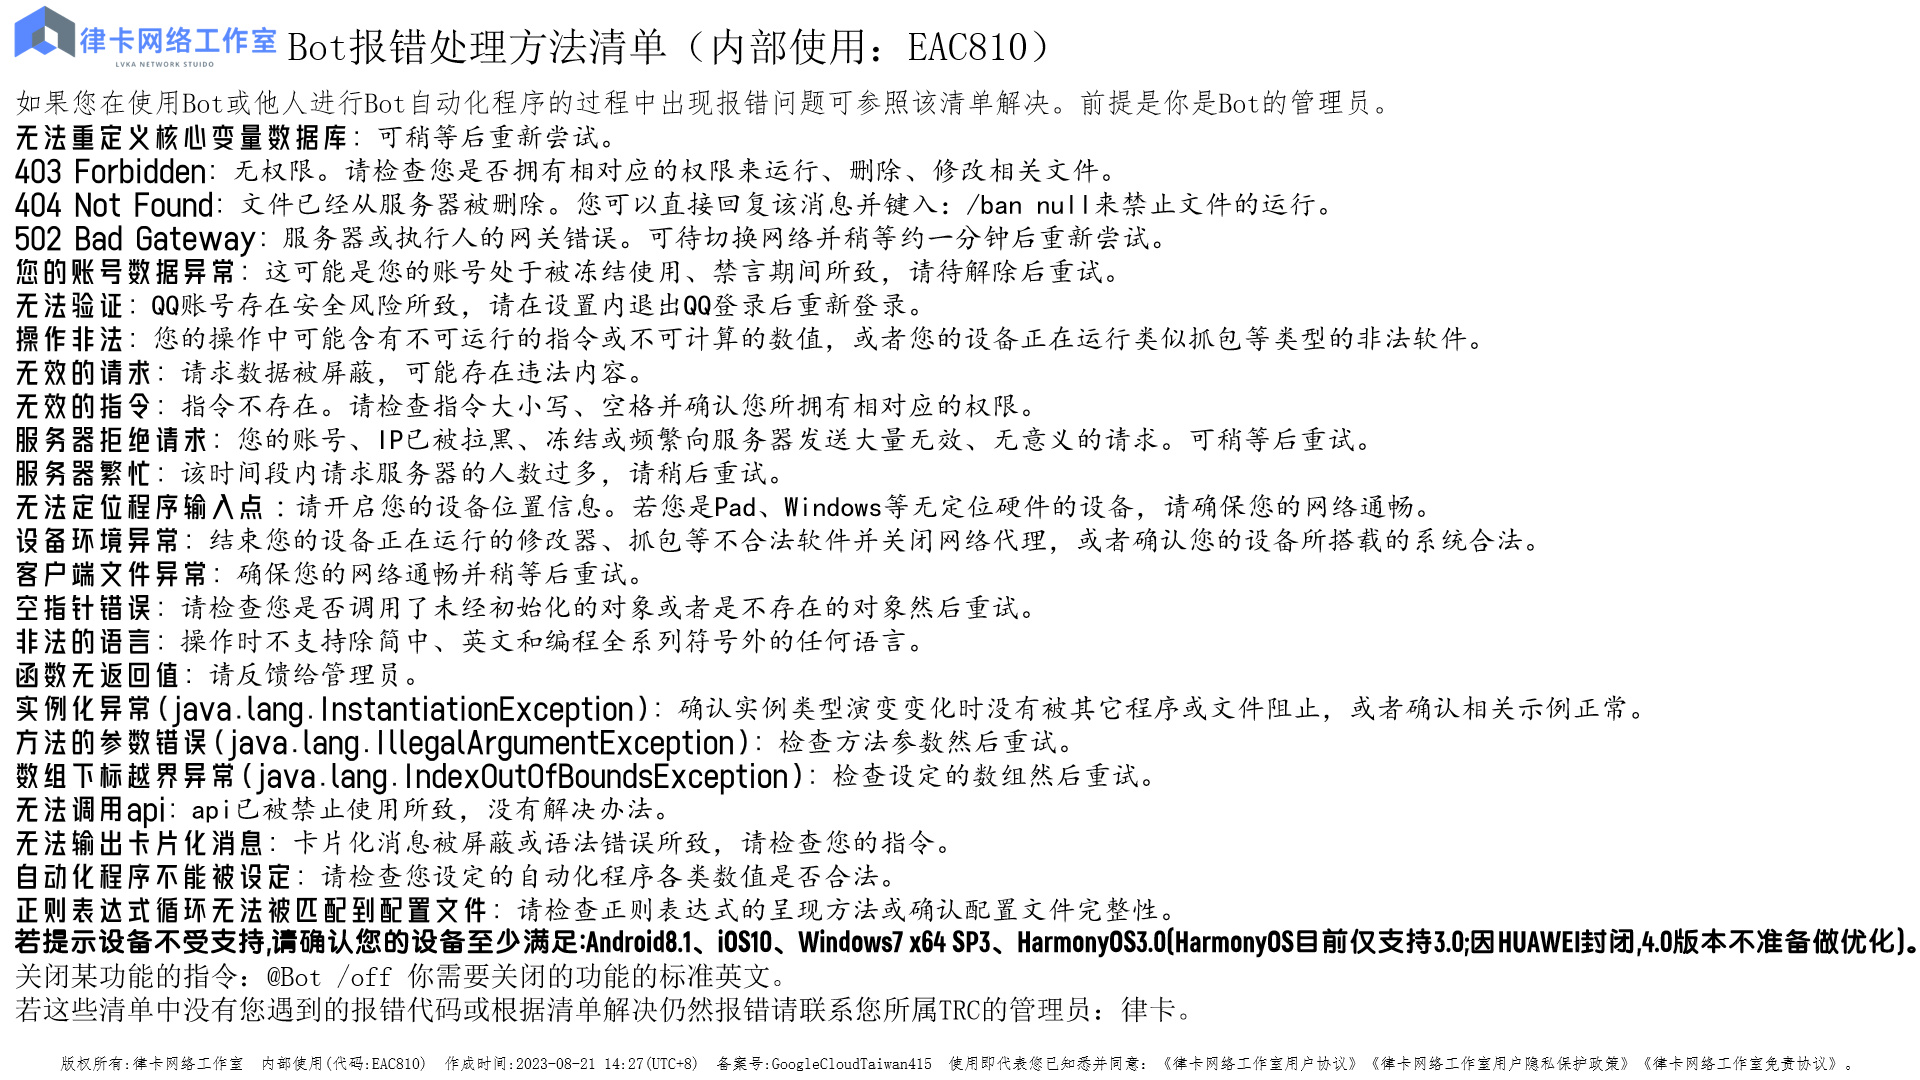 律卡网络工作室
LVKA NETWORK STUIDO
Bot报错处理方法清单（内部使用：EAC810）
如果您在使用Bot或他人进行Bot自动化程序的过程中出现报错问题可参照该清单解决。前提是你是Bot的管理员。
无法重定义核心变量数据库：可稍等后重新尝试。
403 Forbidden：无权限。请检查您是否拥有相对应的权限来运行、删除、修改相关文件。
404 Not Found：文件已经从服务器被删除。您可以直接回复该消息并键入：/ban null来禁止文件的运行。
502 Bad Gateway：服务器或执行人的网关错误。可待切换网络并稍等约一分钟后重新尝试。
您的账号数据异常：这可能是您的账号处于被冻结使用、禁言期间所致，请待解除后重试。
无法验证：QQ账号存在安全风险所致，请在设置内退出QQ登录后重新登录。
操作非法：您的操作中可能含有不可运行的指令或不可计算的数值，或者您的设备正在运行类似抓包等类型的非法软件。
无效的请求：请求数据被屏蔽，可能存在违法内容。
无效的指令：指令不存在。请检查指令大小写、空格并确认您所拥有相对应的权限。
服务器拒绝请求：您的账号、IP已被拉黑、冻结或频繁向服务器发送大量无效、无意义的请求。可稍等后重试。
服务器繁忙：该时间段内请求服务器的人数过多，请稍后重试。
无法定位程序输入点 ：请开启您的设备位置信息。若您是Pad、Windows等无定位硬件的设备，请确保您的网络通畅。
设备环境异常：结束您的设备正在运行的修改器、抓包等不合法软件并关闭网络代理，或者确认您的设备所搭载的系统合法。
客户端文件异常：确保您的网络通畅并稍等后重试。
空指针错误：请检查您是否调用了未经初始化的对象或者是不存在的对象然后重试。
非法的语言：操作时不支持除简中、英文和编程全系列符号外的任何语言。
函数无返回值：请反馈给管理员。
实例化异常(java.lang.InstantiationException)：确认实例类型演变变化时没有被其它程序或文件阻止，或者确认相关示例正常。
方法的参数错误(java.lang.IllegalArgumentException)：检查方法参数然后重试。
数组下标越界异常(java.lang.IndexOutOfBoundsException)：检查设定的数组然后重试。
无法调用api：api已被禁止使用所致，没有解决办法。
无法输出卡片化消息：卡片化消息被屏蔽或语法错误所致，请检查您的指令。
自动化程序不能被设定：请检查您设定的自动化程序各类数值是否合法。
正则表达式循环无法被匹配到配置文件：请检查正则表达式的呈现方法或确认配置文件完整性。
若提示设备不受支持,请确认您的设备至少满足:Android8.1、iOS10、Windows7 x64 SP3、HarmonyOS3.0(HarmonyOS目前仅支持3.0;因HUAWEI封闭,4.0版本不准备做优化)。
关闭某功能的指令：@Bot /off 你需要关闭的功能的标准英文。
若这些清单中没有您遇到的报错代码或根据清单解决仍然报错请联系您所属TRC的管理员：律卡。
版权所有:律卡网络工作室 内部使用(代码:EAC810) 作成时间:2023-08-21 14:27(UTC+8) 备案号:GoogleCloudTaiwan415 使用即代表您已知悉并同意：《律卡网络工作室用户协议》《律卡网络工作室用户隐私保护政策》《律卡网络工作室免责协议》。